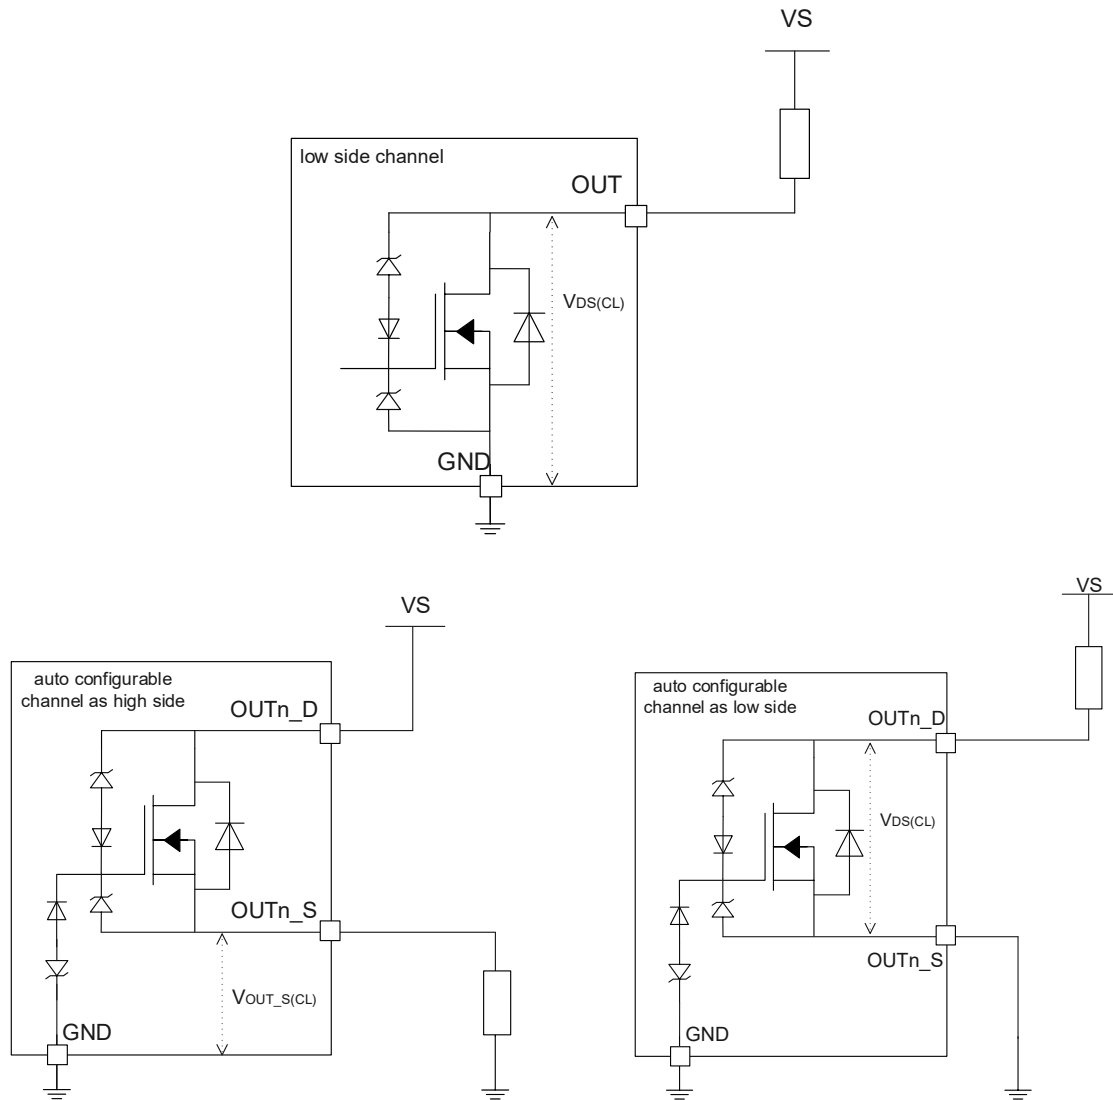 VS
low side channel
OUT
VDS(CL)
GND
VS
auto configurable
channel as high side
OUTn_D
OUTn_S
VOUT_S(CL)
GND
VS
auto configurable
channel as low side
OUTn_D
VDS(CL)
OUTn_S
GND